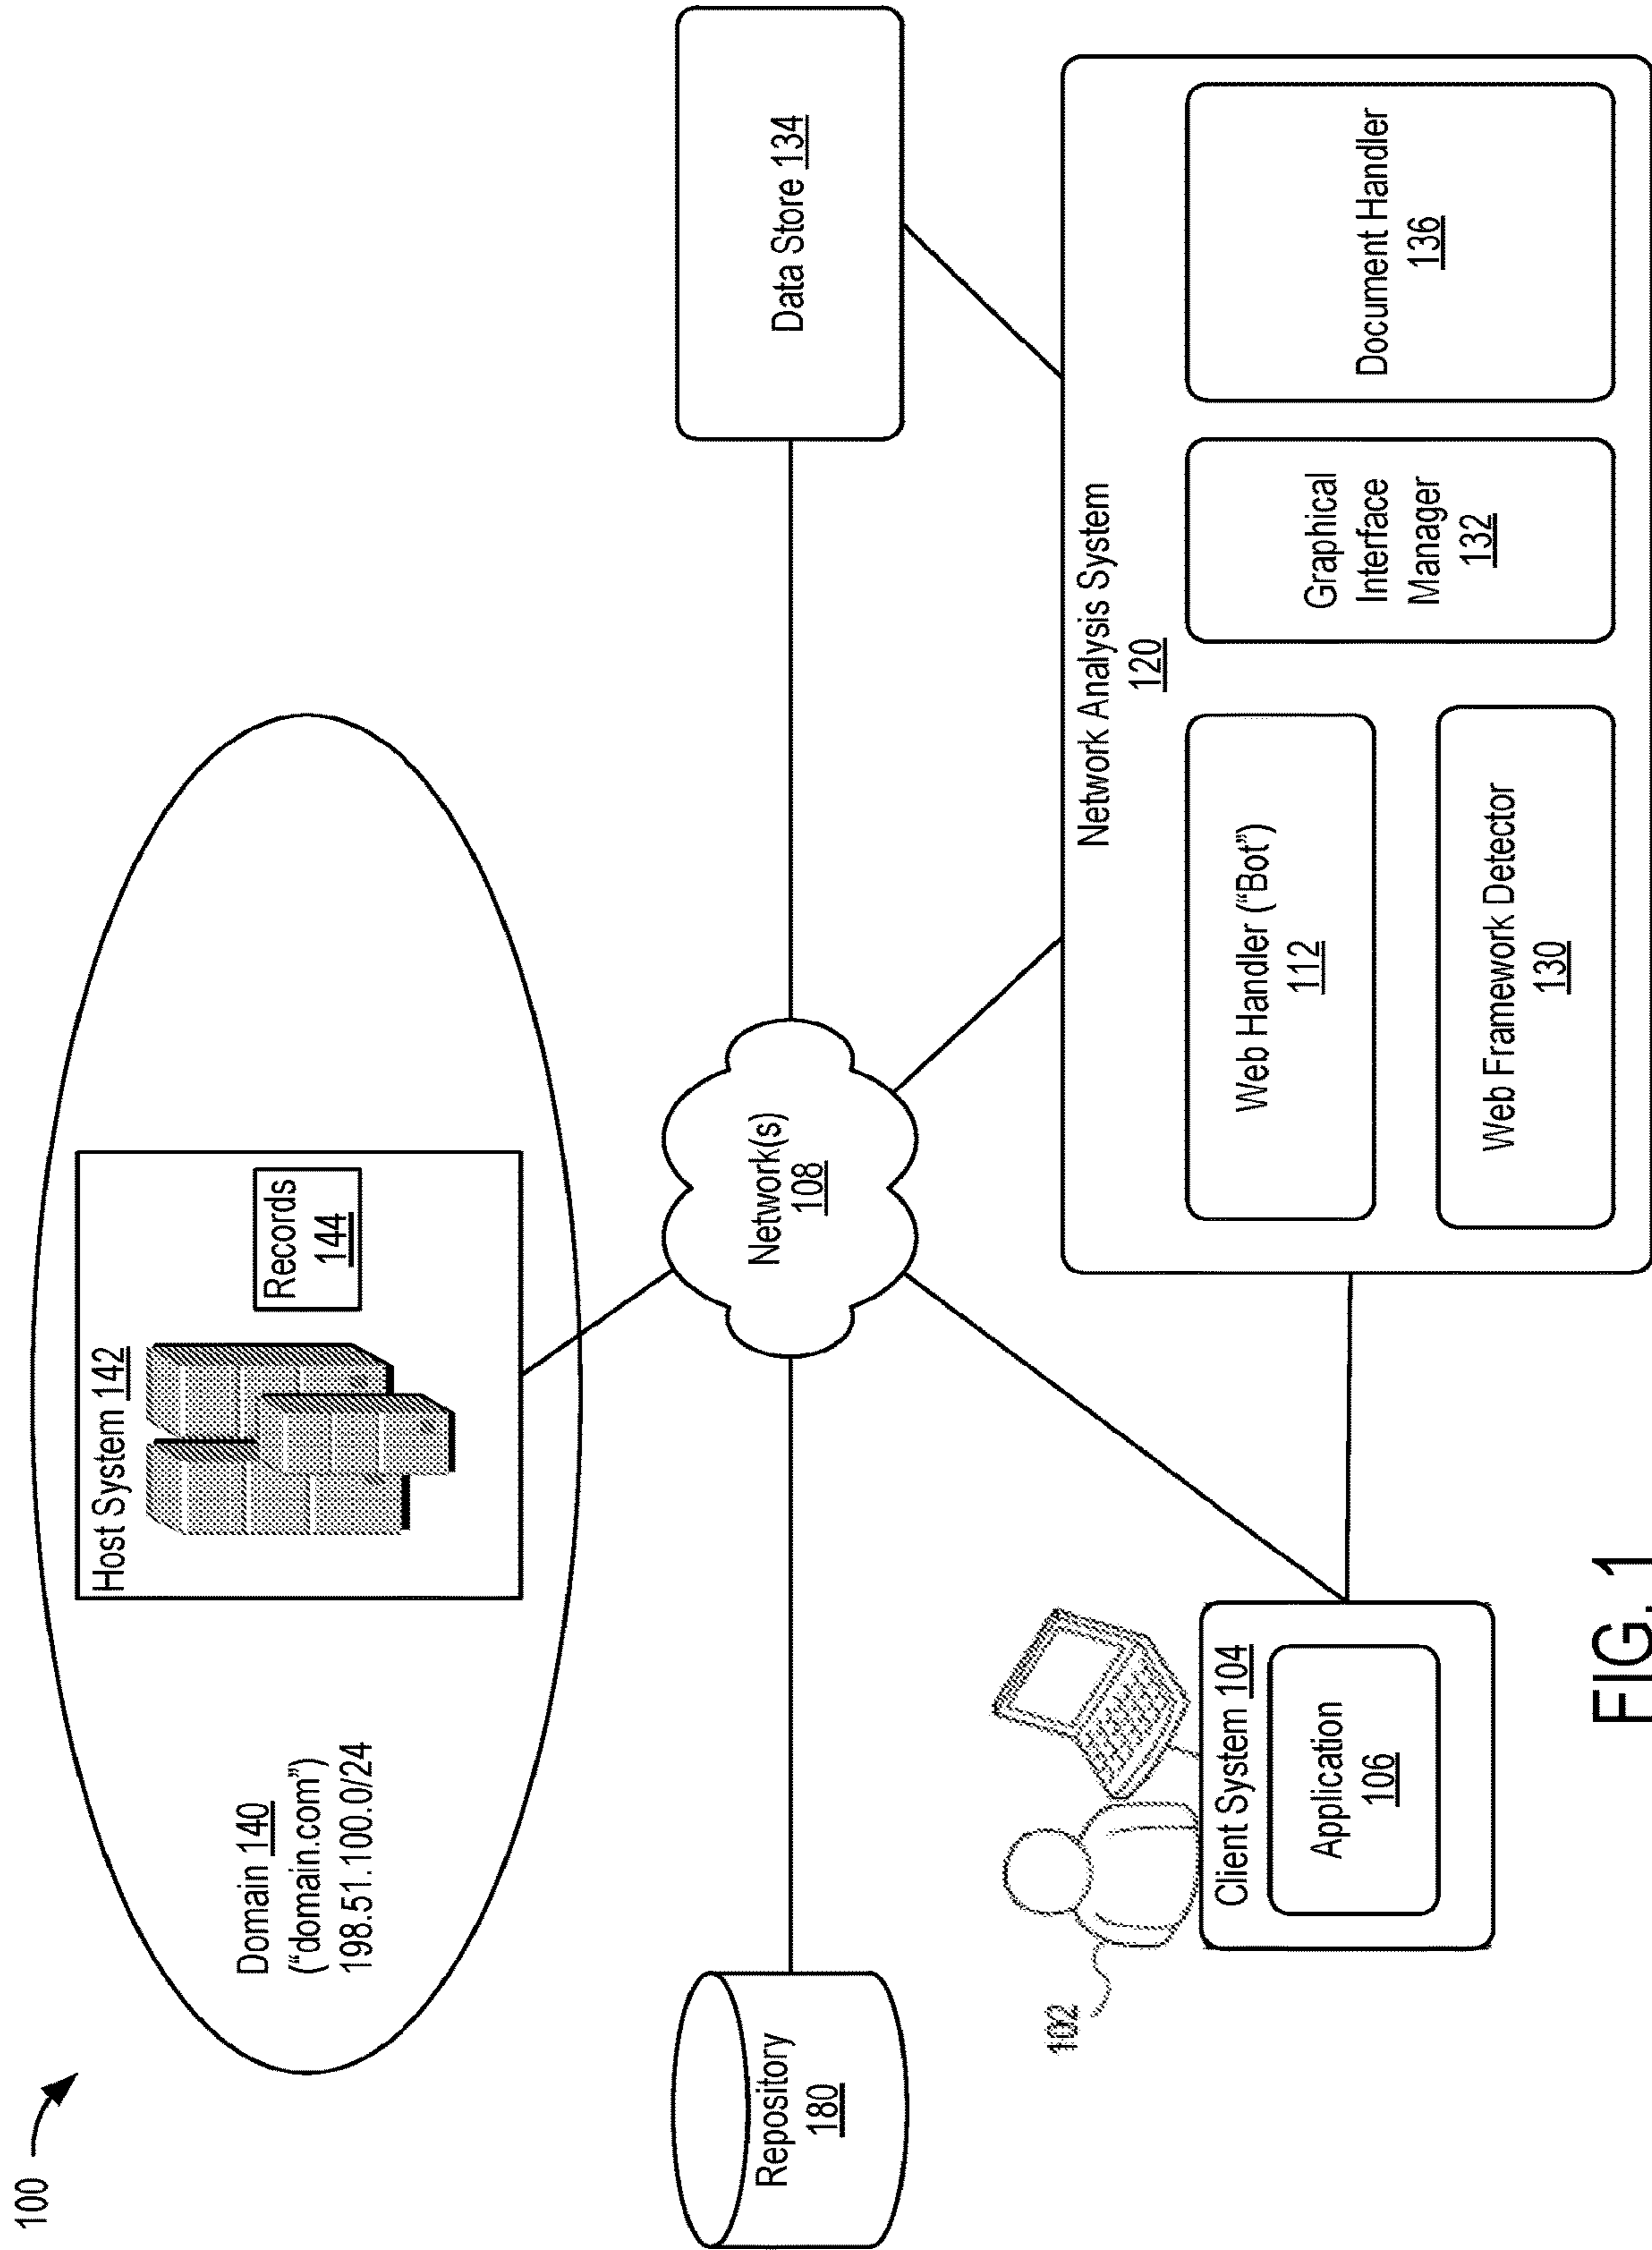 100
Domain 140
("domain.com")
198.51.100.0/24
Host System 142
Records
144
Repository
180
Network(s)
108
Data Store 134
102
Client System 104
Application
106
Network Analysis System
120
Web Handler ("Bot")
112
Web Framework Detector
130
Graphical
Interface
Manager
132
Document Handler
136
FIG. 1